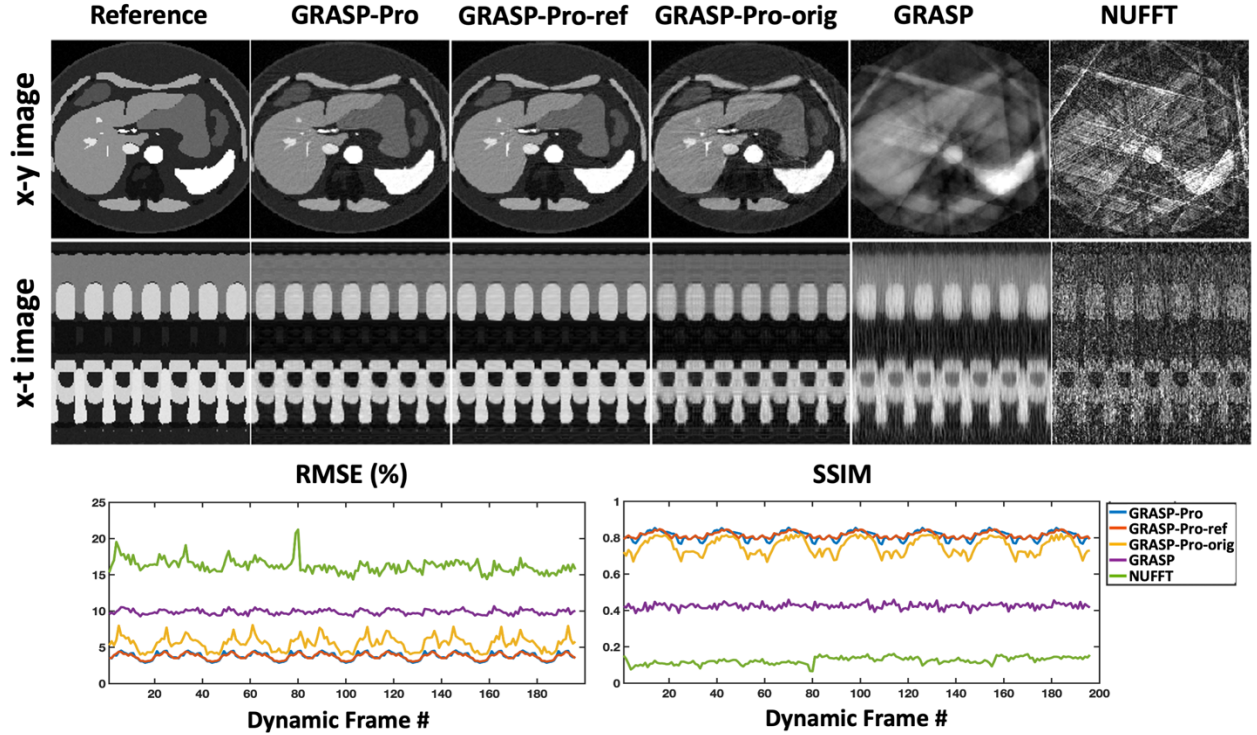 Reference GRASP-Pro GRASP-Pro-ref GRASP-Pro-orig GRASP NUFFT
x-y image
x-t image
RMSE (%) SSIM
25
20
15
10
5
0
20 40 60 80 100 120 140 160 180
Dynamic Frame #
1
0.8
0.6
0.4
0.2
0
20 40 60 80 100 120 140 160 180 200
Dynamic Frame #
GRASP-Pro
GRASP-Pro-ref
GRASP-Pro-orig
GRASP
NUFFT